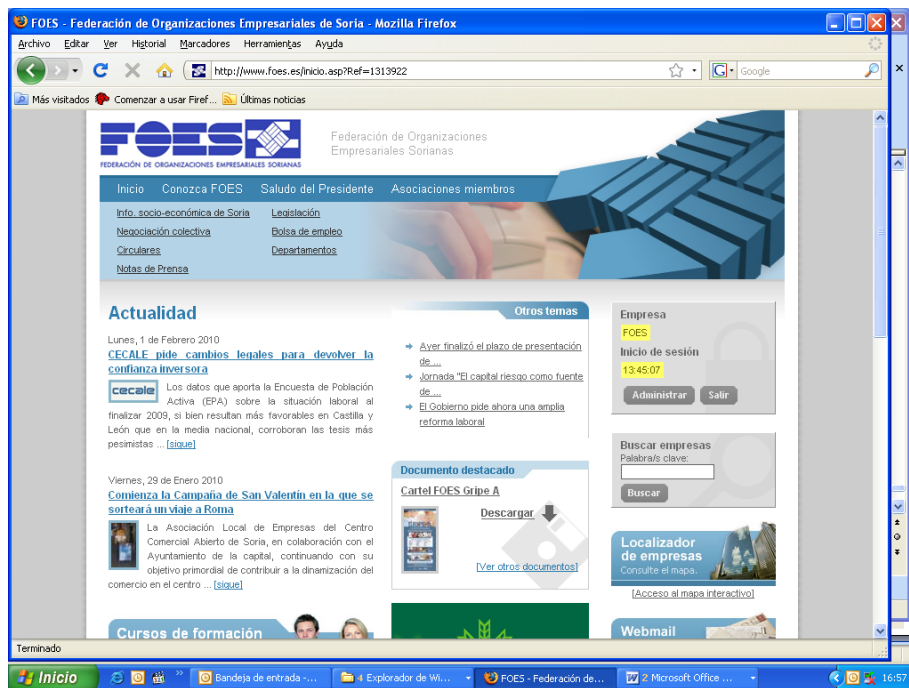 FOES - Federación de Organizaciones Empresariales de Soria - Mozilla Firefox
Archivo Editar Ver Historial Marcadores Herramientas Ayuda
http://www.foes.es/inicio.asp?Ref=1313922
G Google
Más visitados Comenzar a usar Firef... Últimas noticias
FOES
FEDERACIÓN DE ORGANIZACIONES EMPRESARIALES SORIANAS
Federación de Organizaciones
Empresariales Sorianas
Inicio Conozca FOES Saludo del Presidente Asociaciones miembros
Info. socio-económica de Soria Legislación
Negociación colectiva Bolsa de empleo
Circulares Departamentos
Notas de Prensa
Actualidad
Lunes, 1 de Febrero 2010
CECALE pide cambios legales para devolver la
confianza inversora
cecale
Los datos que aporta la Encuesta de Población
Activa (EPA) sobre la situación laboral al
finalizar 2009, si bien resultan más favorables en Castilla y
León que en la media nacional, corroboran las tesis más
pesimistas ... [sigue]
Viernes, 29 de Enero 2010
Comienza la Campaña de San Valentín en la que se
sorteará un viaje a Roma
La Asociación Local de Empresas del Centro
Comercial Abierto de Soria, en colaboración con el
Ayuntamiento de la capital, continuando con su
objetivo primordial de contribuir a la dinamización del
comercio en el centro ... [sigue]
Cursos de formación
Otros temas
Ayer finalizó el plazo de presentación
de ...
Jornada "El capital riesgo como fuente
de ...
El Gobierno pide ahora una amplia
reforma laboral
Documento destacado
Cartel FOES Gripe A
Descargar
[Ver otros documentos]
Empresa
FOES
Inicio de sesión
13:45:07
Administrar Salir
Buscar empresas
Palabra/s clave:
Buscar
Localizador
de empresas
Consulte el mapa.
[Acceso al mapa interactivo]
Webmail
Terminado
Inicio Bandeja de entrada -... 4 Explorador de Wi... FOES - Federación de... 2 Microsoft Office ... 16:57